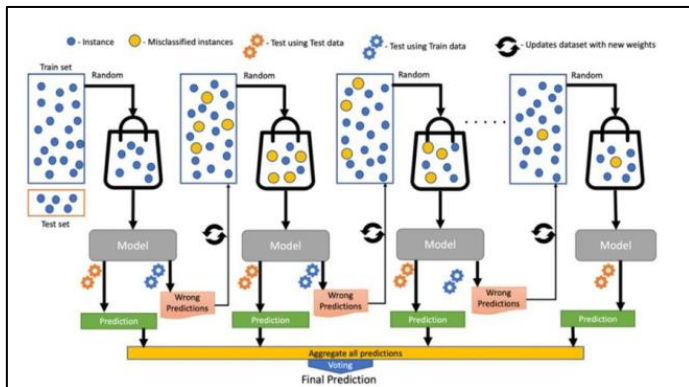 - Instance
- Misclassified instances
- Test using Test data
- Test using Train data
- Updates dataset with new weights
Train set
Random
Random
Random
Random
Test set
Model
Model
Model
Model
Wrong
Predictions
Wrong
Predictions
Wrong
Predictions
Prediction
Prediction
Prediction
Prediction
Aggregate all predictions
Voting
Final Prediction